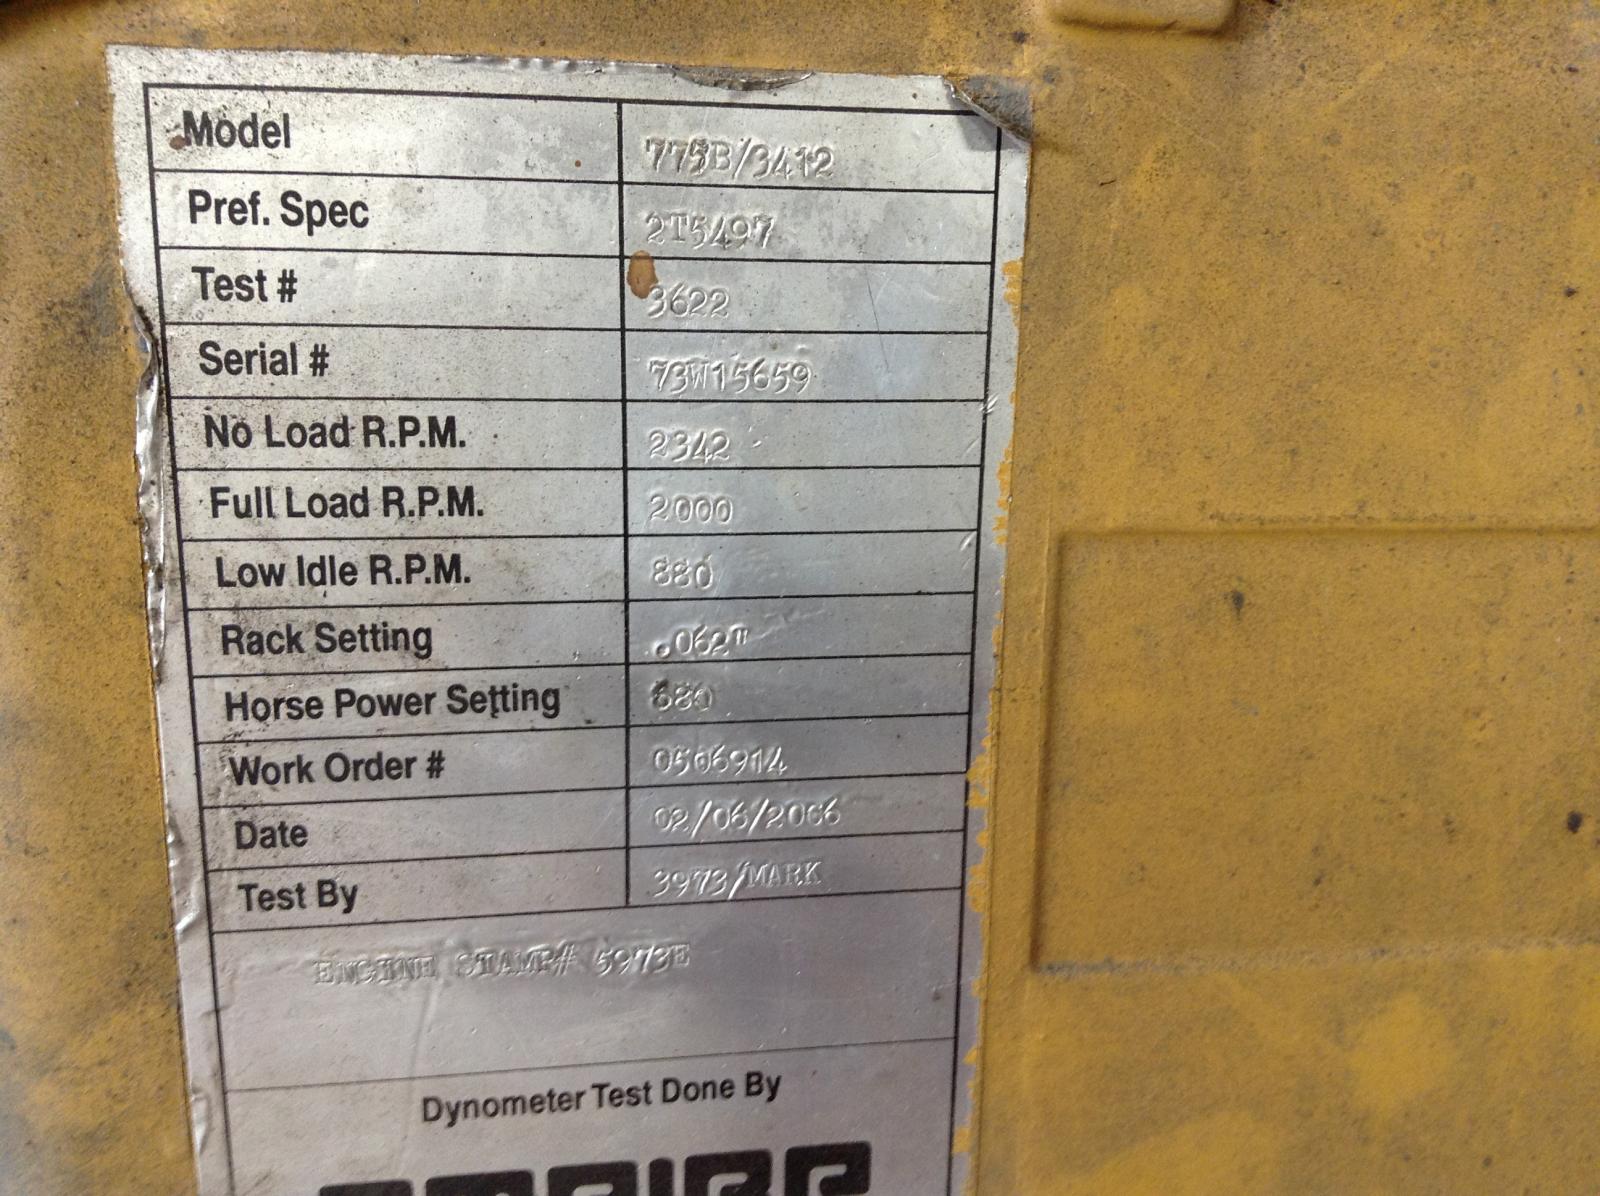 Model 775B/3412
Pref. Spec 2T5497
Test # 3622
Serial # 73W15659
No Load R.P.M. 2342
Full Load R.P.M. 2000
Low Idle R.P.M. 880
Rack Setting .062"
Horse Power Setting 680
Work Order # 0506914
Date 02/06/2006
Test By 3973/MARK
ENGINE STAMP# 5973E
Dynometer Test Done By